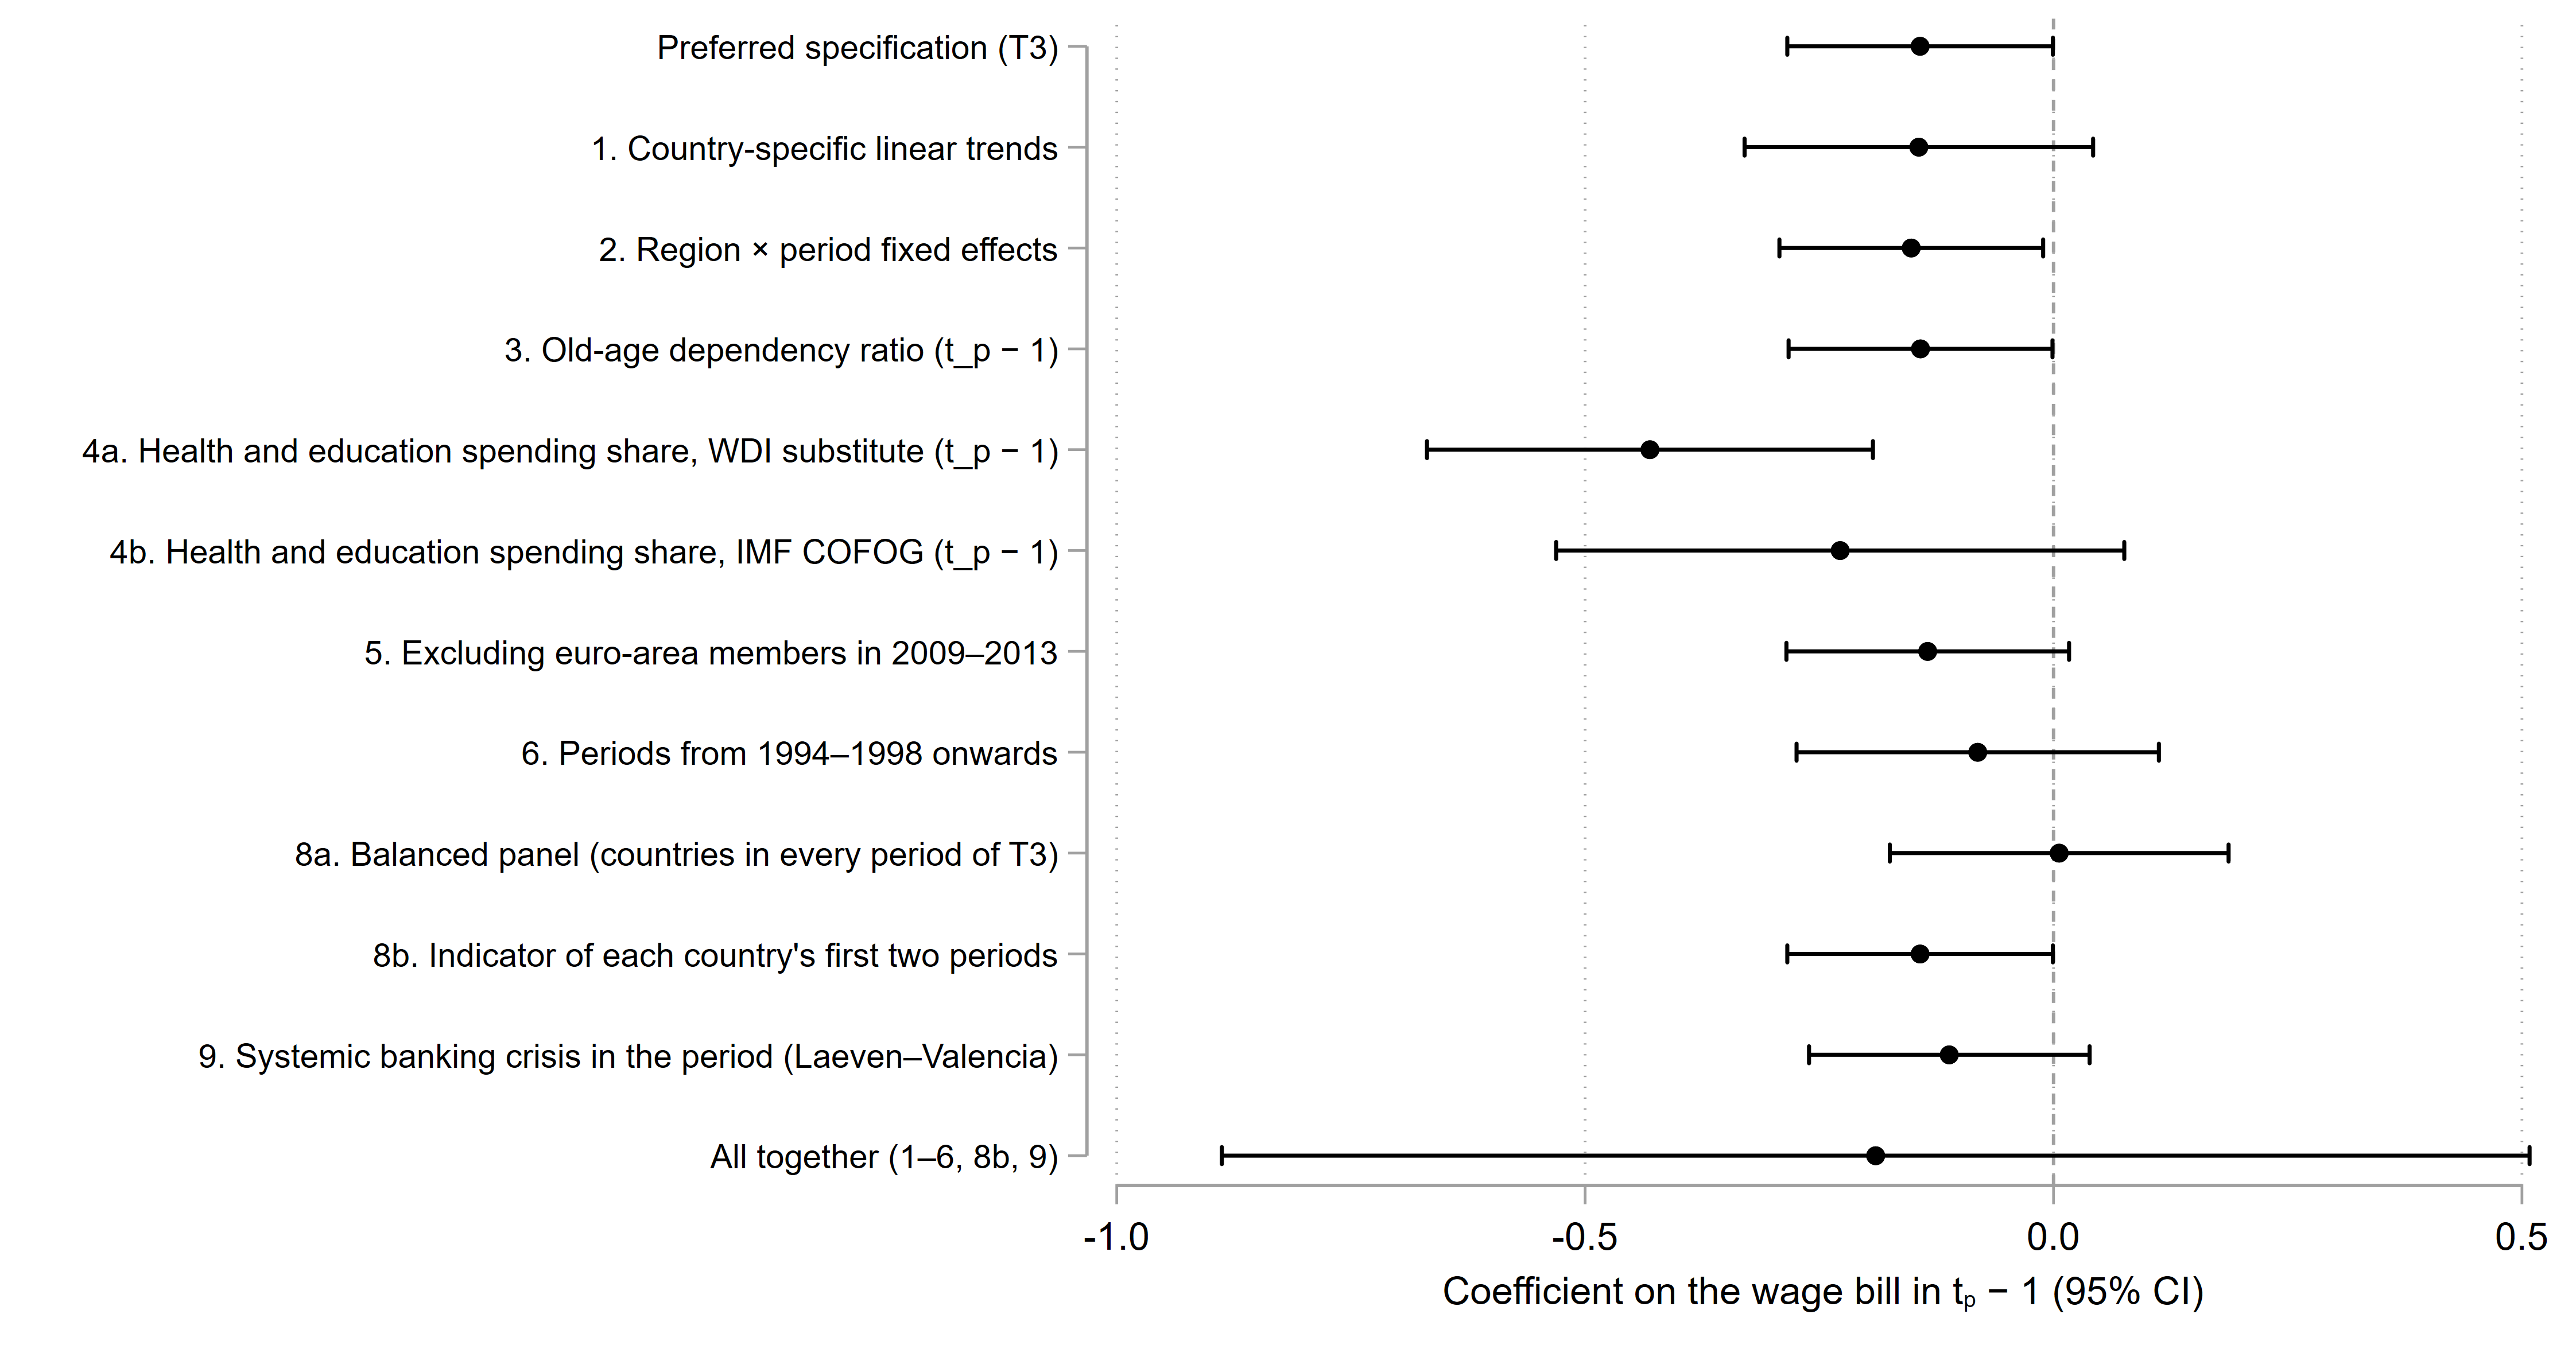 Preferred specification (T3)
1. Country-specific linear trends
2. Region × period fixed effects
3. Old-age dependency ratio (t_p − 1)
4a. Health and education spending share, WDI substitute (t_p − 1)
4b. Health and education spending share, IMF COFOG (t_p − 1)
5. Excluding euro-area members in 2009–2013
6. Periods from 1994–1998 onwards
8a. Balanced panel (countries in every period of T3)
8b. Indicator of each country's first two periods
9. Systemic banking crisis in the period (Laeven–Valencia)
All together (1–6, 8b, 9)
-1.0 -0.5 0.0 0.5
Coefficient on the wage bill in tₚ − 1 (95% CI)